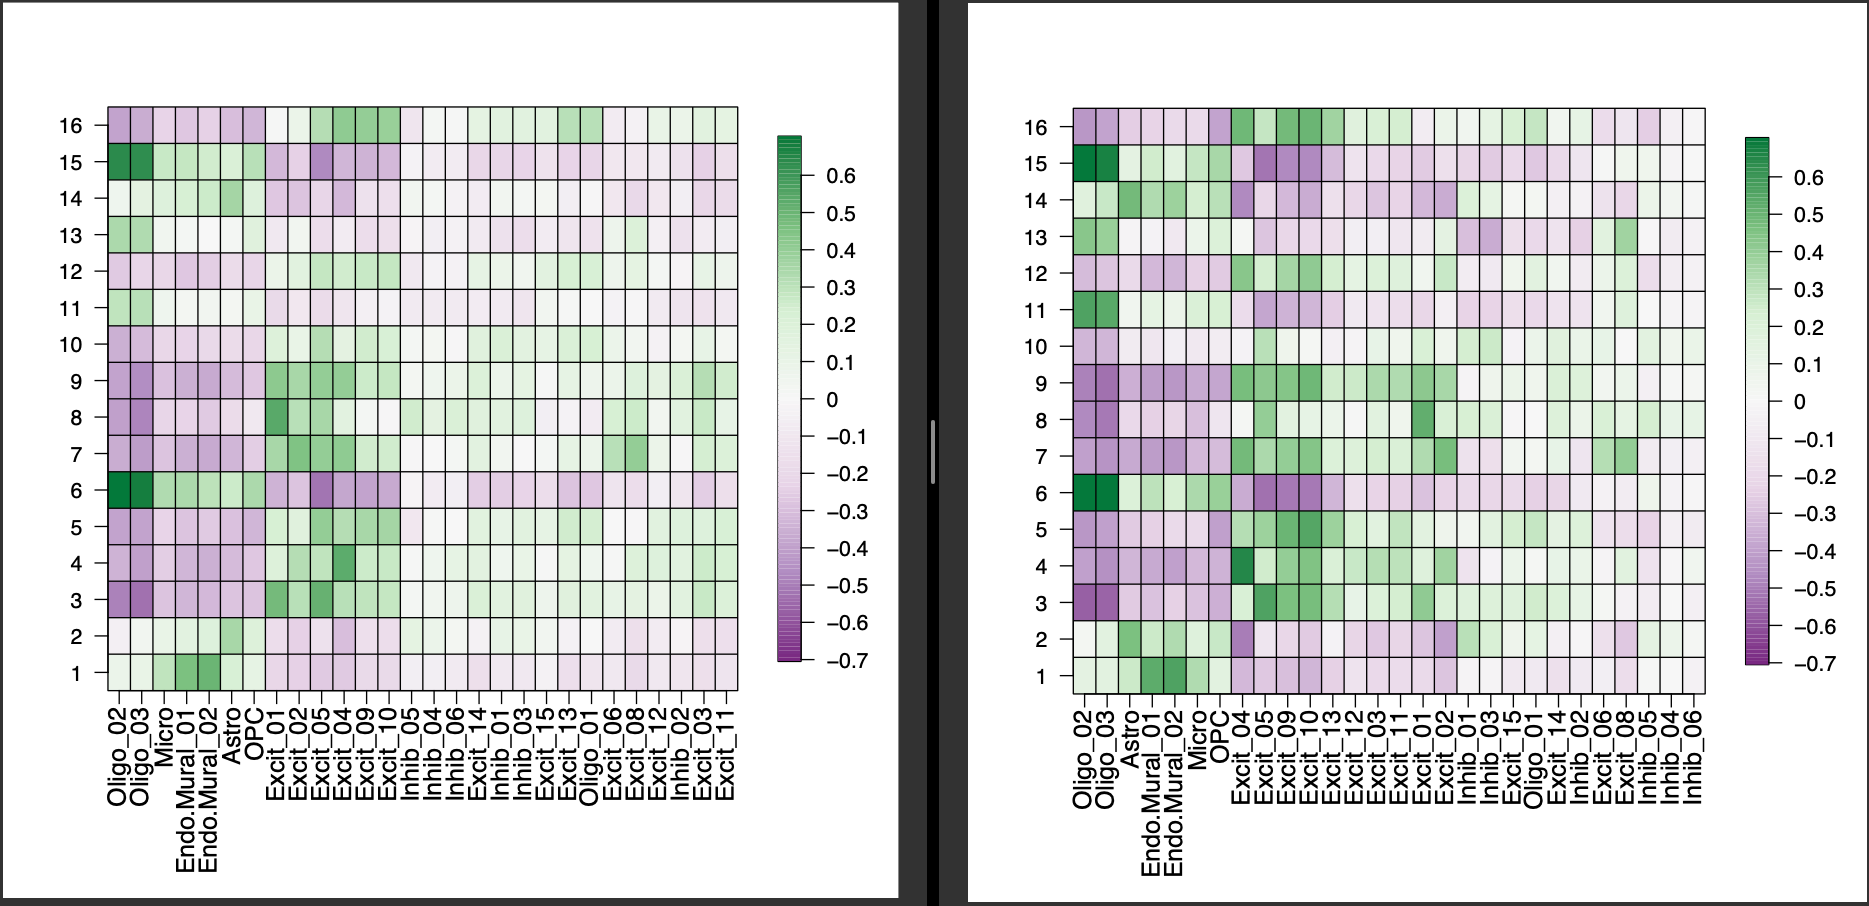 16
15
14
13
12
11
10
9
8
7
6
5
4
3
2
1
Oligo_02
Oligo_03
Micro
Endo.Mural_01
Endo.Mural_02
Astro
OPC
Excit_01
Excit_02
Excit_05
Excit_04
Excit_09
Excit_10
Inhib_05
Inhib_04
Inhib_06
Excit_14
Inhib_01
Inhib_03
Excit_15
Excit_13
Oligo_01
Excit_06
Excit_08
Excit_12
Inhib_02
Excit_03
Excit_11
0.6
0.5
0.4
0.3
0.2
0.1
0
−0.1
−0.2
−0.3
−0.4
−0.5
−0.6
−0.7
16
15
14
13
12
11
10
9
8
7
6
5
4
3
2
1
Oligo_02
Oligo_03
Astro
Endo.Mural_01
Endo.Mural_02
Micro
OPC
Excit_04
Excit_05
Excit_09
Excit_10
Excit_13
Excit_12
Excit_03
Excit_11
Excit_01
Excit_02
Inhib_01
Inhib_03
Excit_15
Oligo_01
Excit_14
Inhib_02
Excit_06
Excit_08
Inhib_05
Inhib_04
Inhib_06
0.6
0.5
0.4
0.3
0.2
0.1
0
−0.1
−0.2
−0.3
−0.4
−0.5
−0.6
−0.7